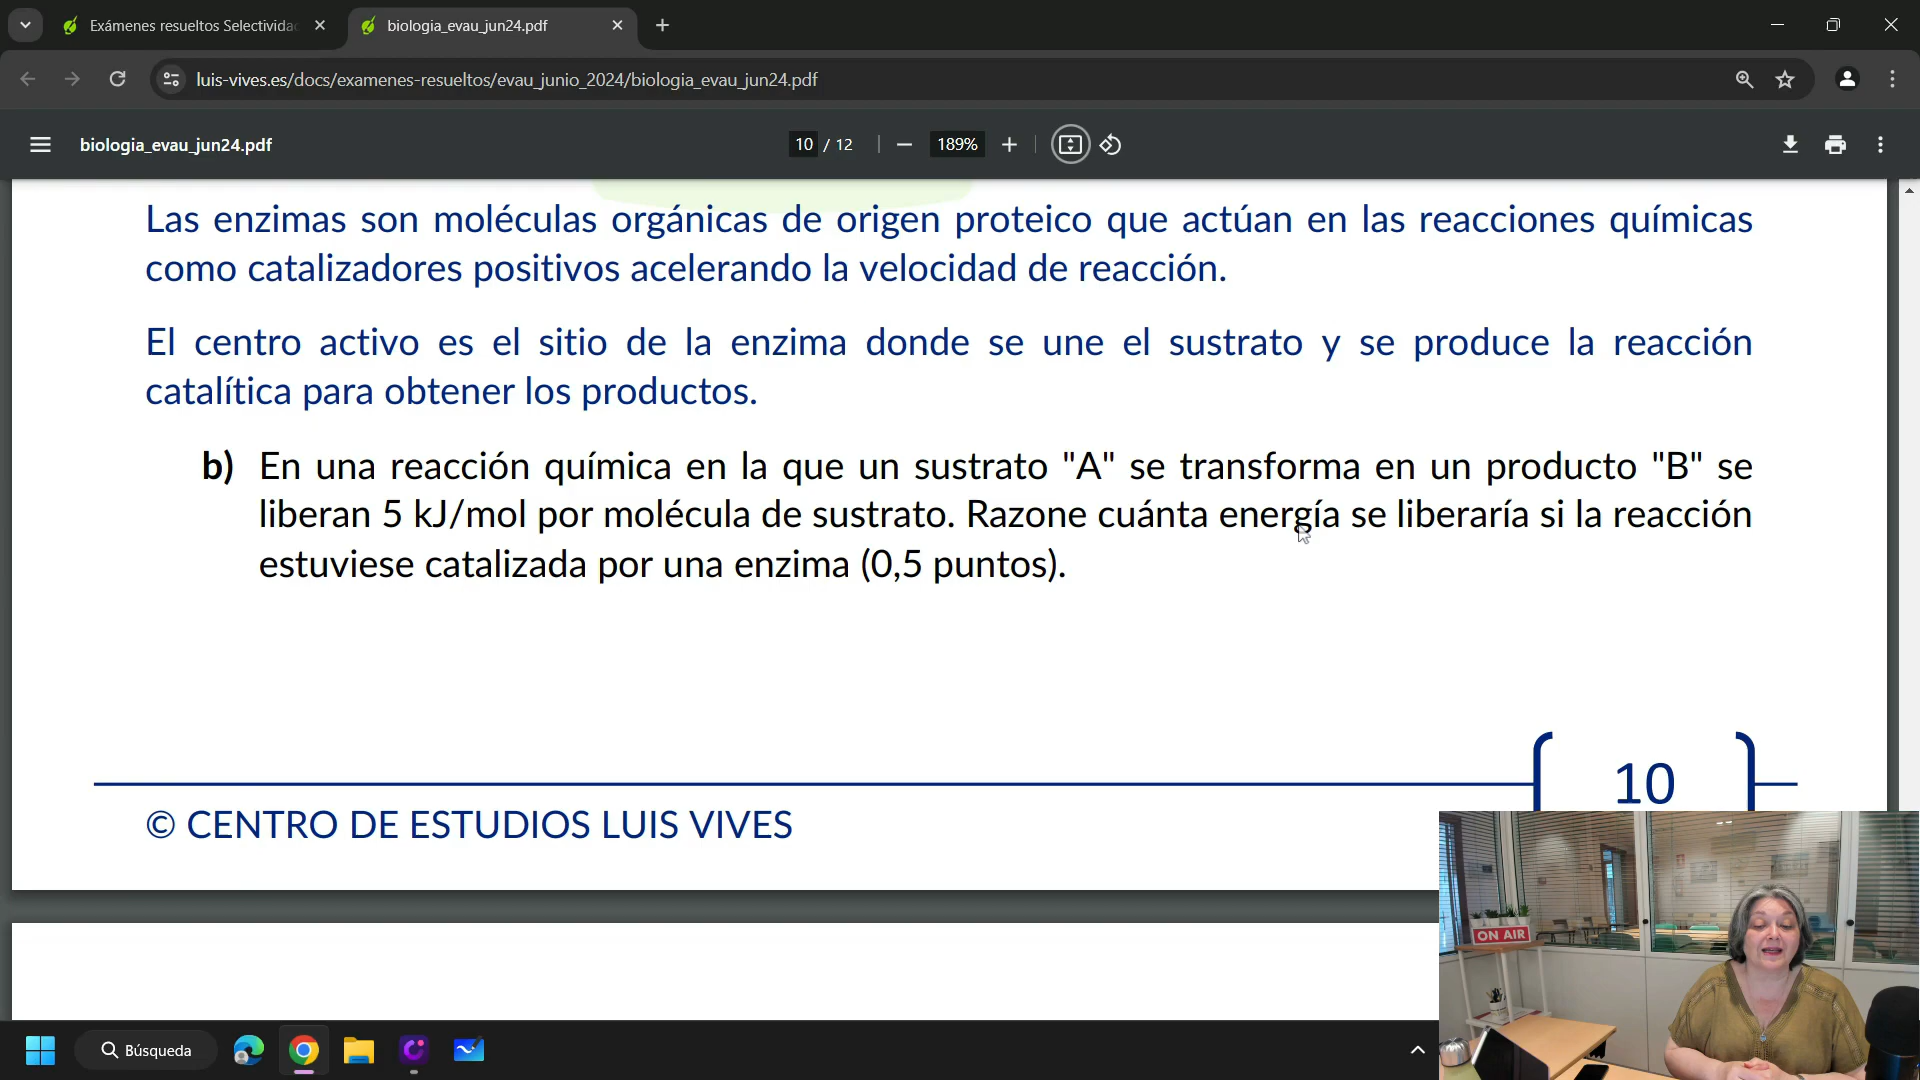 Exámenes resueltos Selectivida
biologia_evau_jun24.pdf
luis-vives.es/docs/examenes-resueltos/evau_junio_2024/biologia_evau_jun24.pdf
biologia_evau_jun24.pdf
10 / 12
189%
Las enzimas son moléculas orgánicas de origen proteico que actúan en las reacciones químicas
como catalizadores positivos acelerando la velocidad de reacción.
El centro activo es el sitio de la enzima donde se une el sustrato y se produce la reacción
catalítica para obtener los productos.
b) En una reacción química en la que un sustrato "A" se transforma en un producto "B" se
liberan 5 kJ/mol por molécula de sustrato. Razone cuánta energía se liberaría si la reacción
estuviese catalizada por una enzima (0,5 puntos).
10
© CENTRO DE ESTUDIOS LUIS VIVES
ON AIR
Búsqueda